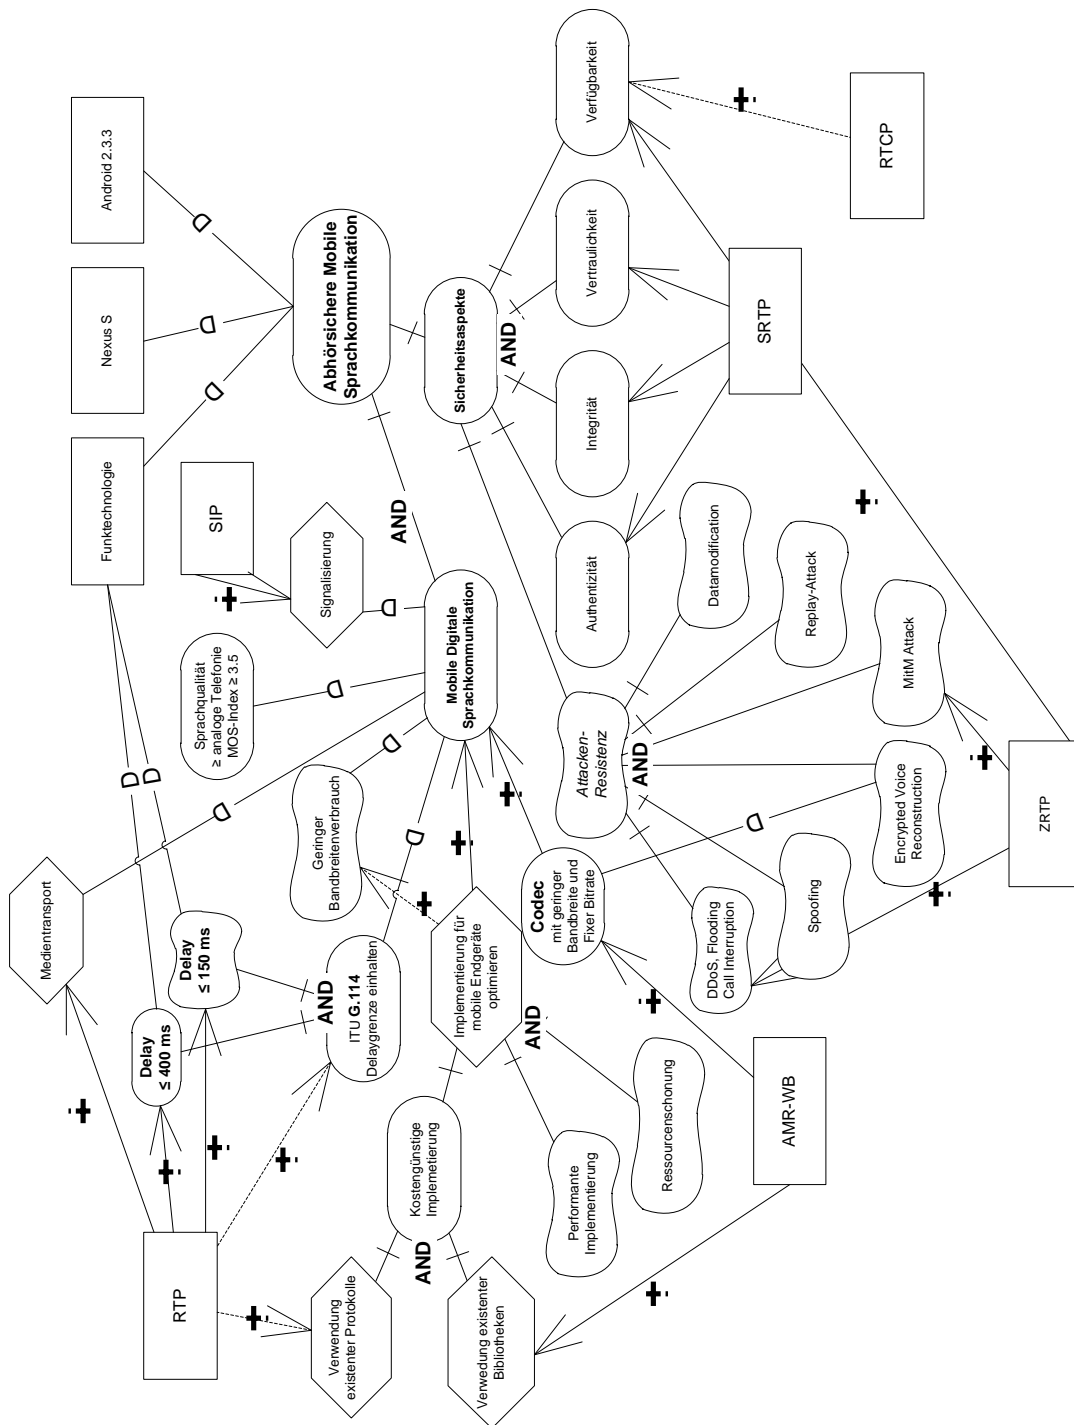 Android 2.3.3
Nexus S
Funktechnologie
D
D
D
Abhörsichere Mobile
Sprachkommunikation
SIP
Signalisierung
AND
Sprachqualität
≥ analoge Telefonie
MOS-Index ≥ 3.5
D
D
D
D
D
D
D
Mobile Digitale
Sprachkommunikation
Medientransport
Geringer
Bandbreitenverbrauch
Delay
≤ 150 ms
Delay
≤ 400 ms
AND
ITU G.114
Delaygrenze einhalten
RTP
Implementierung für
mobile Endgeräte
optimieren
AND
Kostengünstige
Implemetierung
AND
Verwendung
existenter Protokolle
Verwedung existenter
Bibliotheken
Performante
Implementierung
Ressourcenschonung
AMR-WB
Codec
mit geringer
Bandbreite und
Fixer Bitrate
D
Sicherheitsaspekte
AND
Verfügbarkeit
Vertraulichkeit
Integrität
Authentizität
RTCP
SRTP
Attacken-
Resistenz
AND
Datamodification
Replay-Attack
MitM Attack
Encrypted Voice
Reconstruction
Spoofing
DDoS, Flooding
Call Interruption
ZRTP